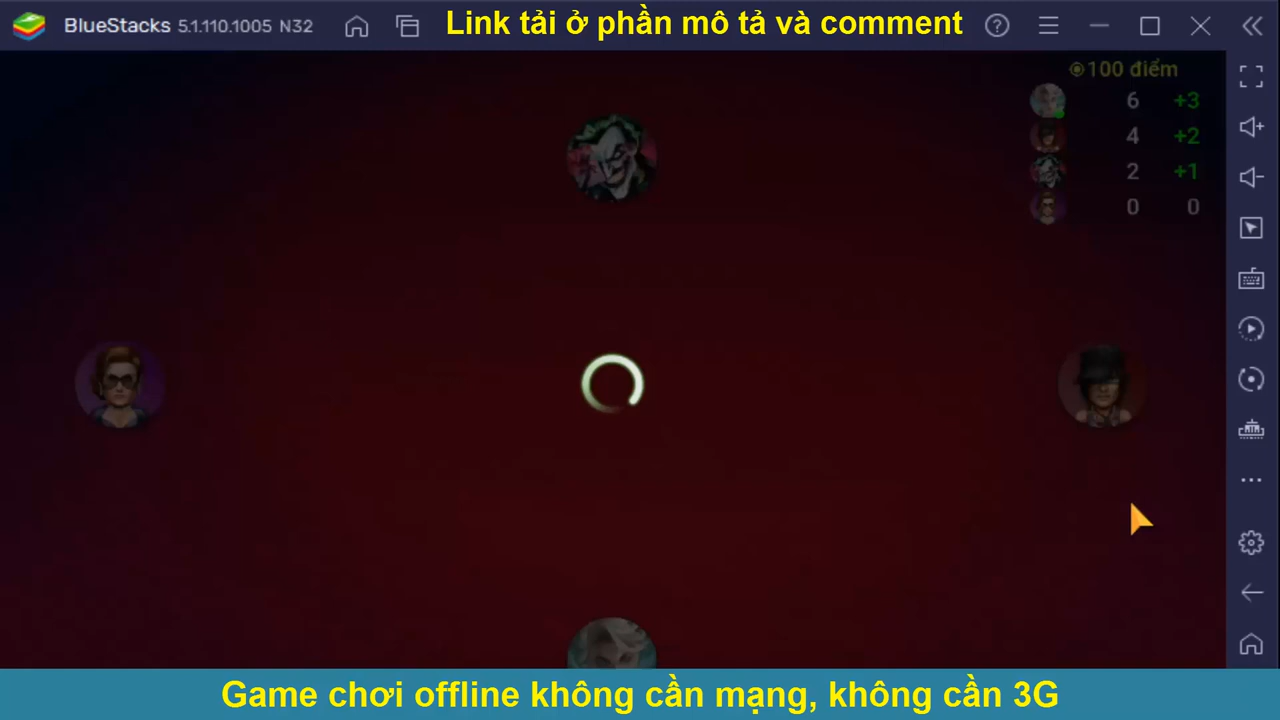 BlueStacks 5.1.110.1005 N32
Link tải ở phần mô tả và comment
100 điểm
6 +3
4 +2
2 +1
0 0
Game chơi offline không cần mạng, không cần 3G